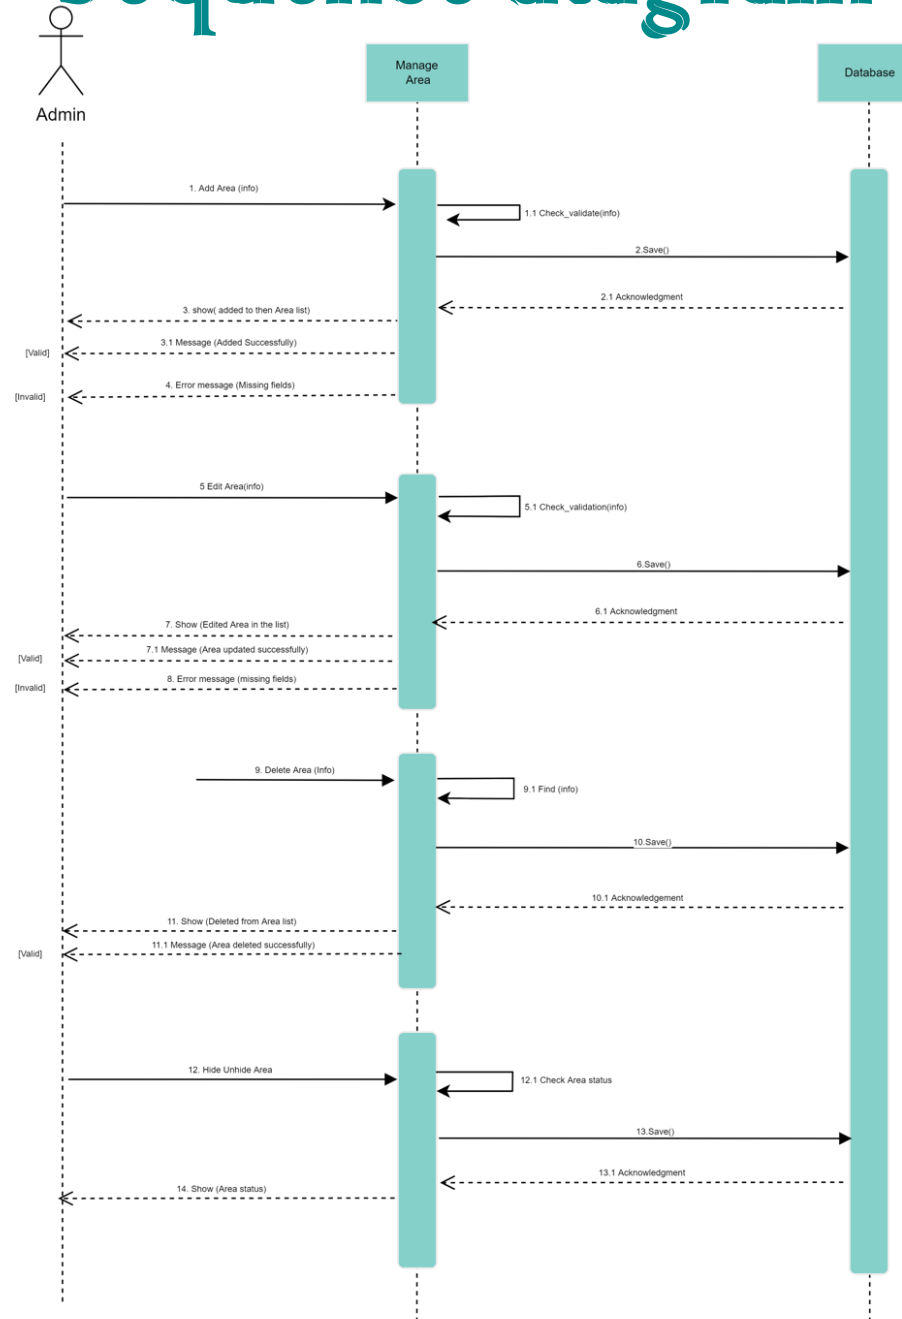 Sequence diagram
Admin
Manage
Area
Database
1. Add Area (info)
1.1 Check_validate(info)
2.Save()
2.1 Acknowledgment
3. show( added to then Area list)
3.1 Message (Added Successfully)
[Valid]
4. Error message (Missing fields)
[Invalid]
5 Edit Area(info)
5.1 Check_validation(info)
6.Save()
6.1 Acknowledgment
7. Show (Edited Area in the list)
7.1 Message (Area updated successfully)
[Valid]
8. Error message (missing fields)
[Invalid]
9. Delete Area (Info)
9.1 Find (info)
10.Save()
10.1 Acknowledgement
11. Show (Deleted from Area list)
11.1 Message (Area deleted successfully)
[Valid]
12. Hide Unhide Area
12.1 Check Area status
13.Save()
13.1 Acknowledgment
14. Show (Area status)